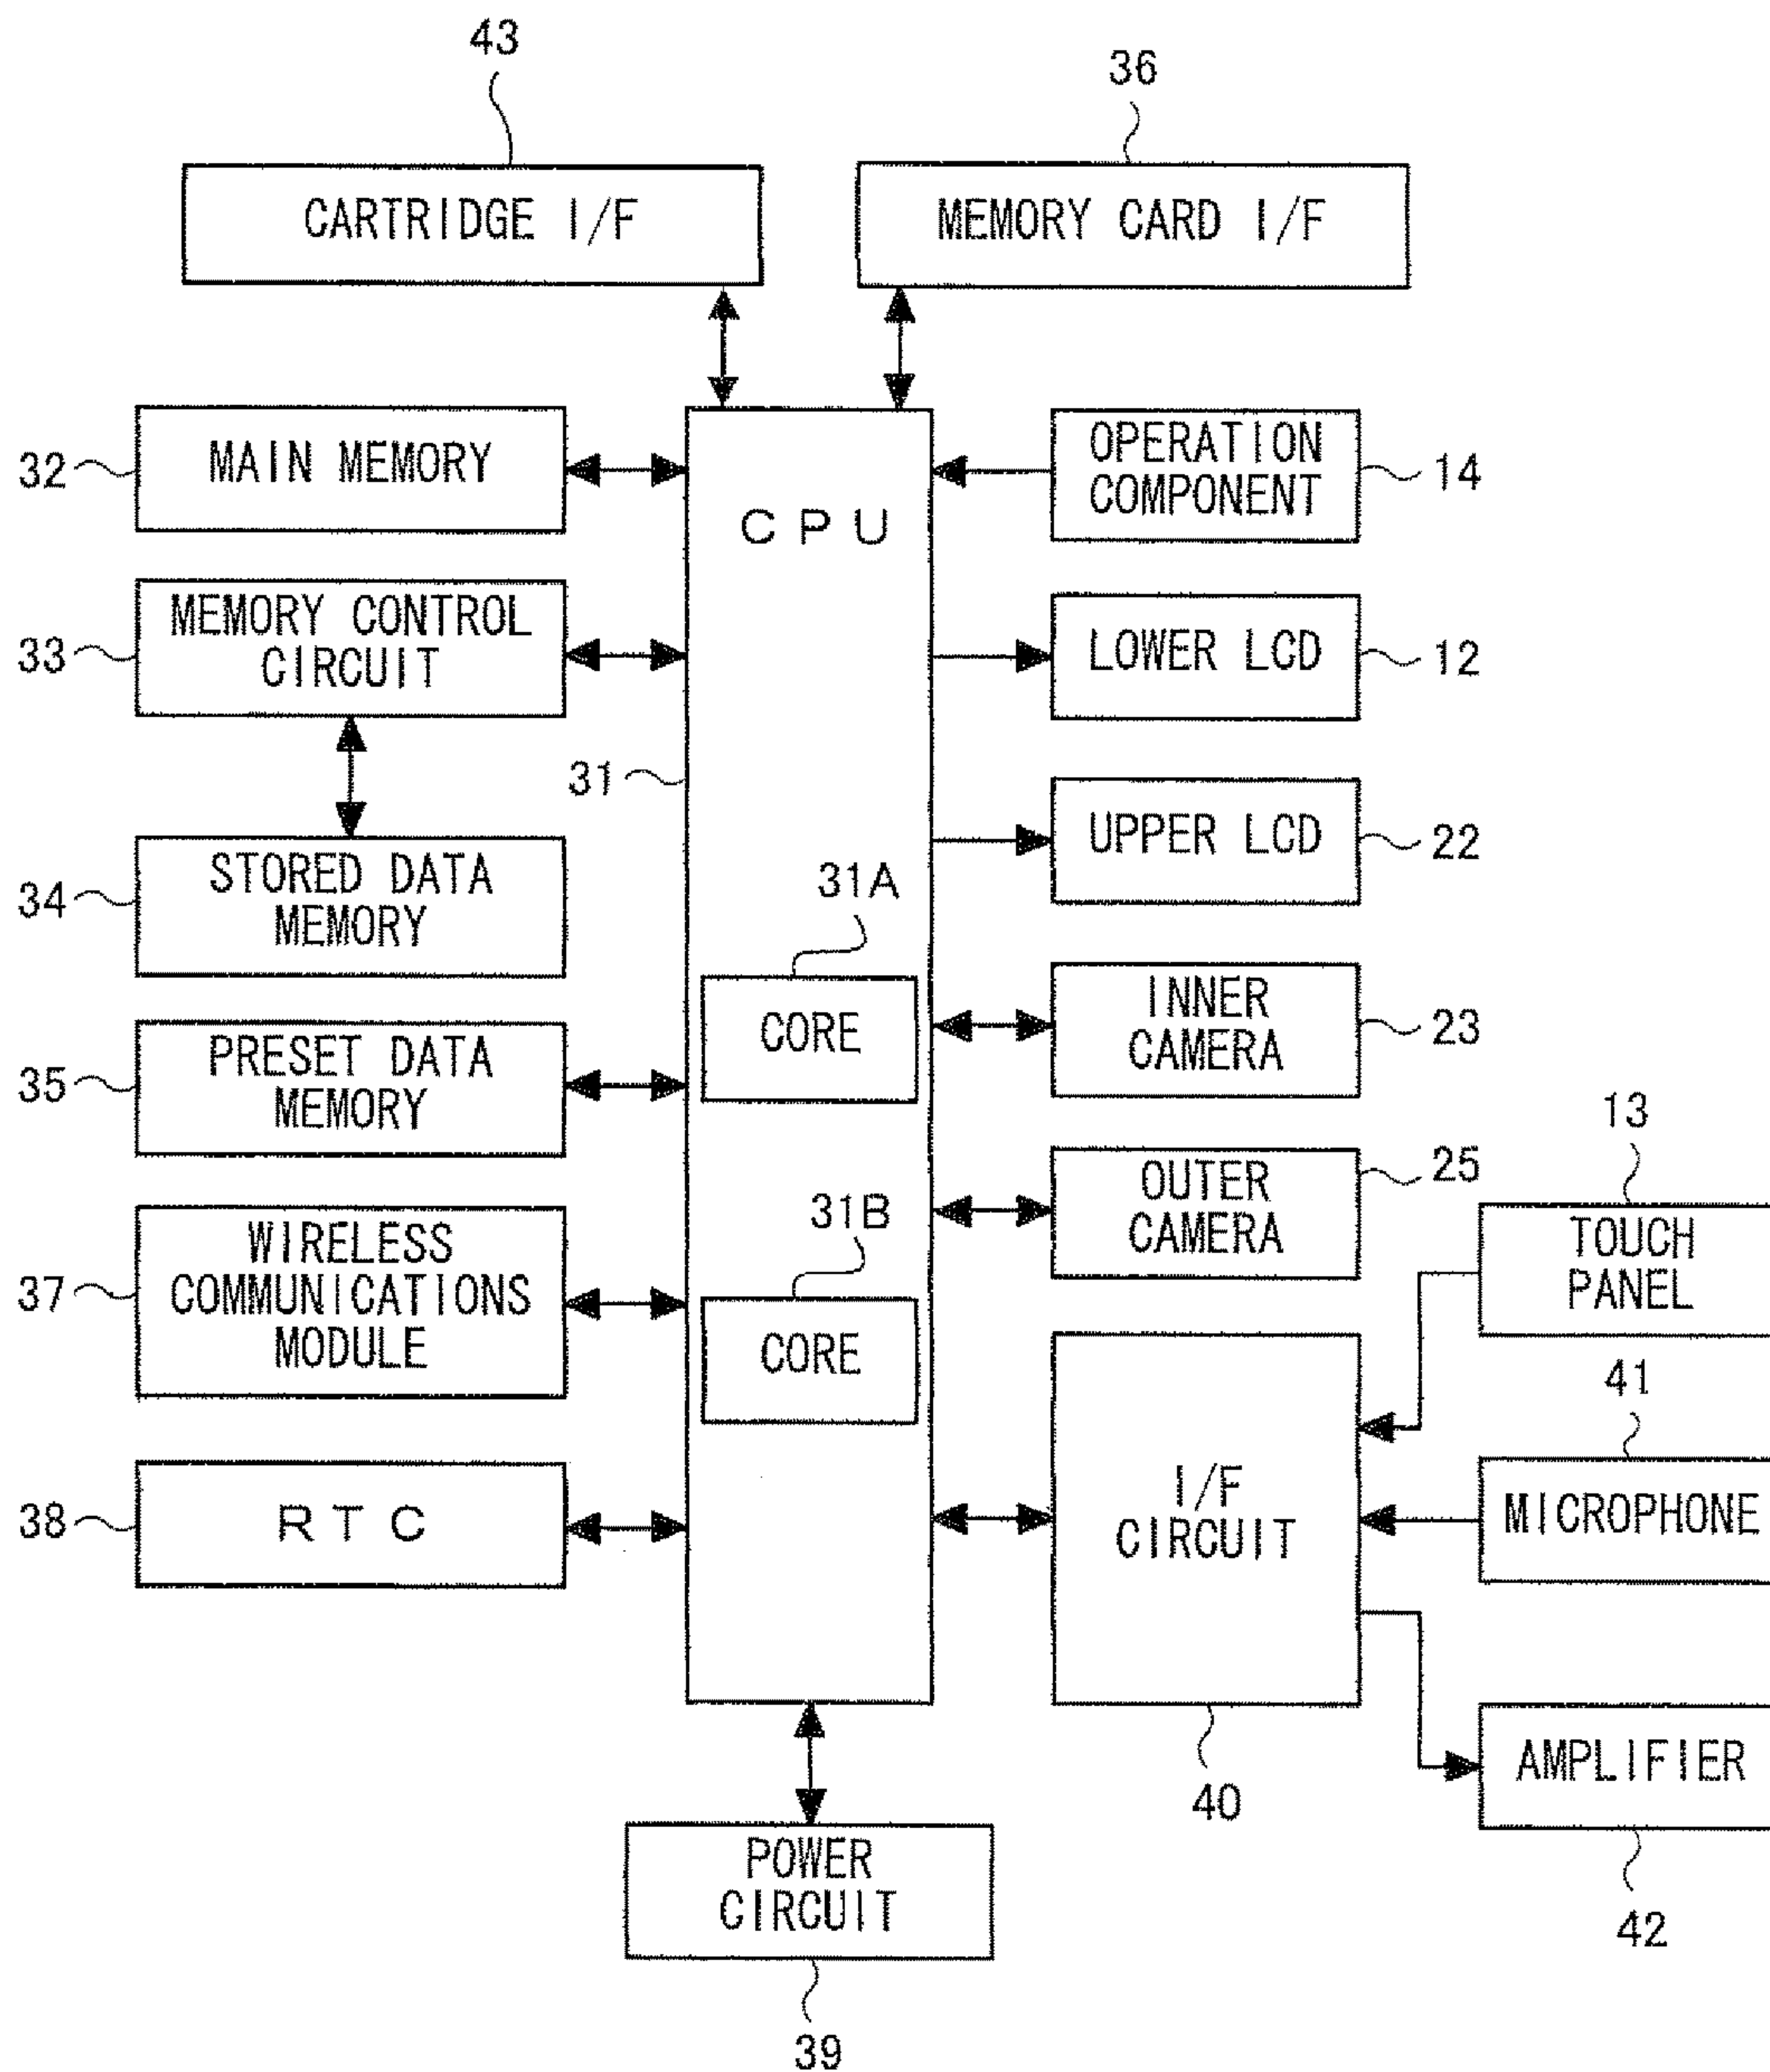 43
36
CARTRIDGE I/F
MEMORY CARD I/F
32
MAIN MEMORY
CPU
OPERATION
COMPONENT
14
33
MEMORY CONTROL
CIRCUIT
LOWER LCD
12
31
34
STORED DATA
MEMORY
UPPER LCD
22
31A
CORE
INNER
CAMERA
23
35
PRESET DATA
MEMORY
31B
CORE
OUTER
CAMERA
25
13
TOUCH
PANEL
37
WIRELESS
COMMUNICATIONS
MODULE
41
MICROPHONE
I/F
CIRCUIT
38
RTC
40
AMPLIFIER
42
POWER
CIRCUIT
39